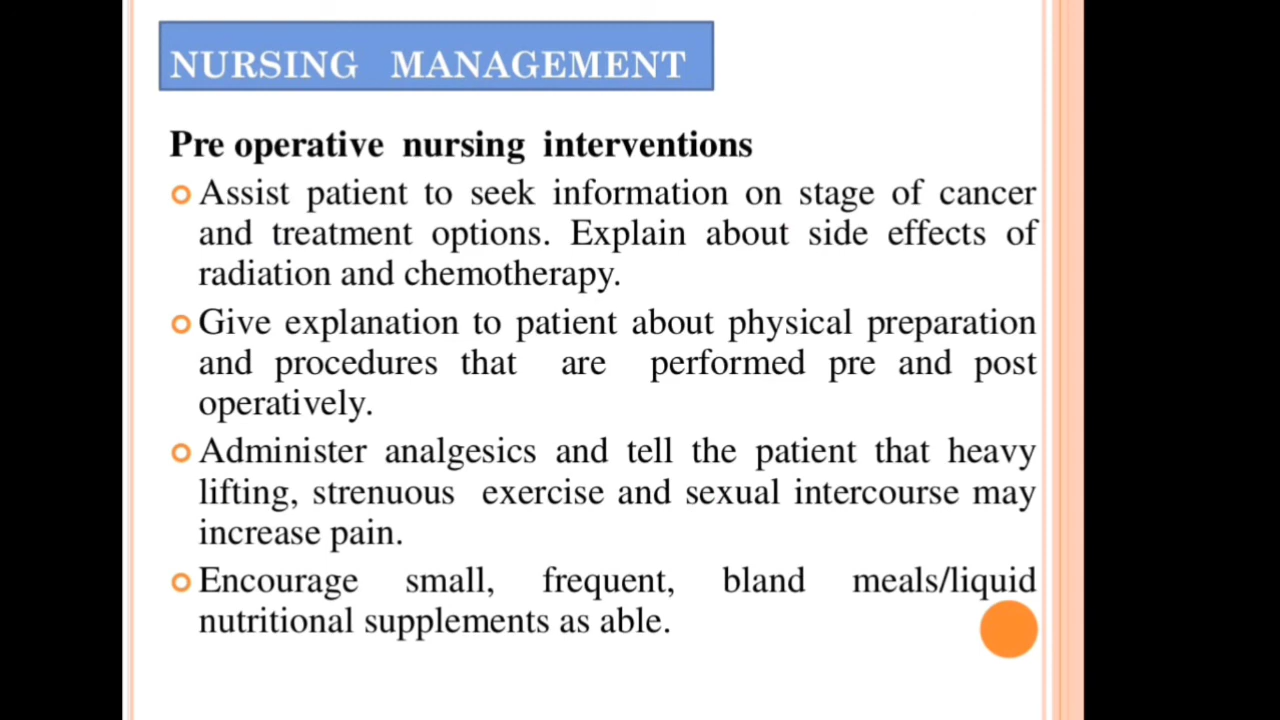 NURSING MANAGEMENT
Pre operative nursing interventions
Assist patient to seek information on stage of cancer
and treatment options. Explain about side effects of
radiation and chemotherapy.
Give explanation to patient about physical preparation
and procedures that are performed pre and post
operatively.
Administer analgesics and tell the patient that heavy
lifting, strenuous exercise and sexual intercourse may
increase pain.
Encourage small, frequent, bland meals/liquid
nutritional supplements as able.